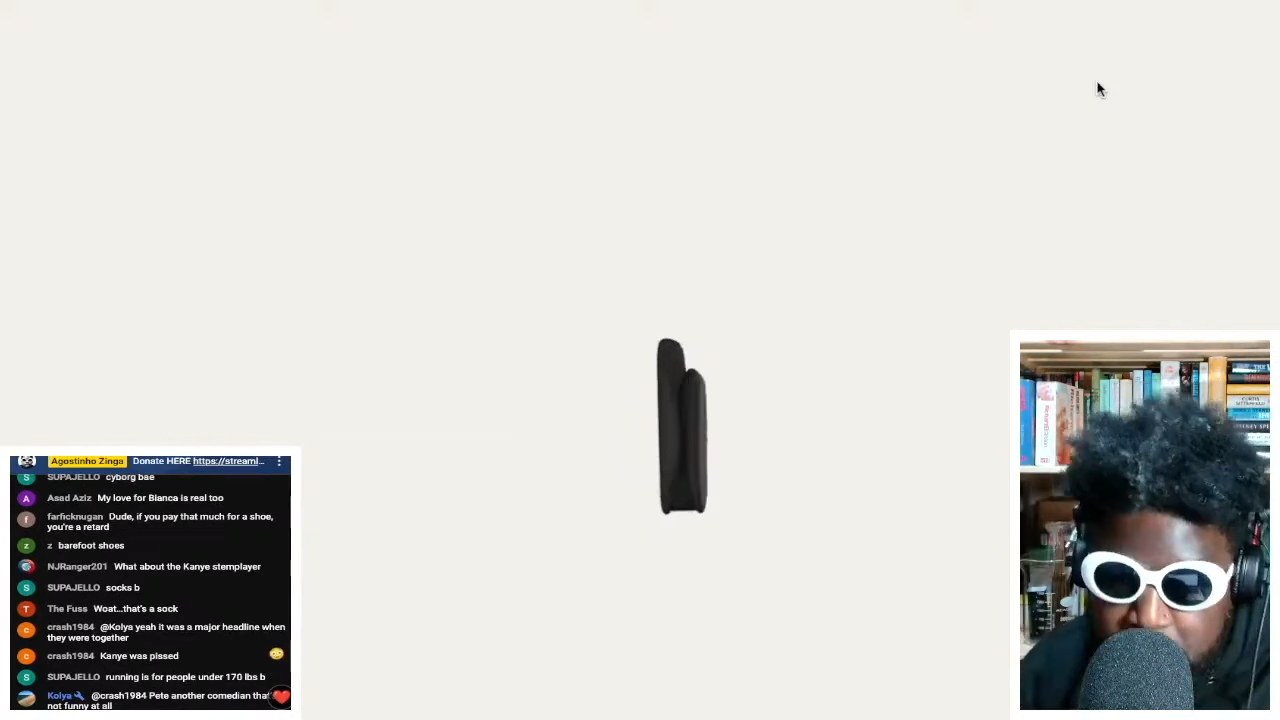 Agostinho Zinga Donate HERE https://streaml...
SUPAJELLO cyborg bae
A Asad Aziz My love for Bianca is real too
f farficknugan Dude, if you pay that much for a shoe,
you're a retard
z z barefoot shoes
NJRanger201 What about the Kanye stemplayer
S SUPAJELLO socks b
T The Fuss Woat...that's a sock
c crash1984 @Kolya yeah it was a major headline when
they were together
c crash1984 Kanye was pissed
S SUPAJELLO running is for people under 170 lbs b
Kolya @crash1984 Pete another comedian that
not funny at all